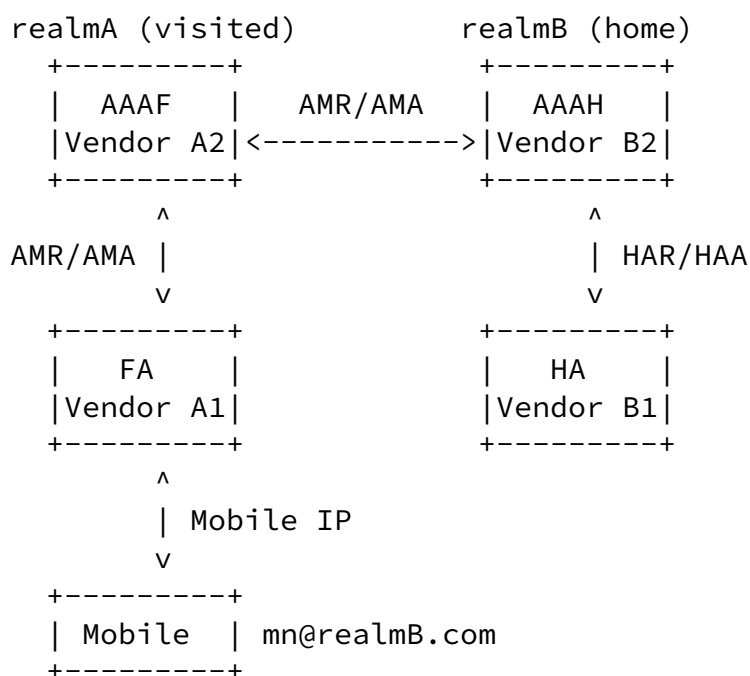 realmA (visited) realmB (home)
+---------+ +---------+
| AAAF | AMR/AMA | AAAH |
|Vendor A2|<----------->|Vendor B2|
+---------+ +---------+
^ ^
AMR/AMA | | HAR/HAA
v v
+---------+ +---------+
| FA | | HA |
|Vendor A1| |Vendor B1|
+---------+ +---------+
^
| Mobile IP
v
+---------+
| Mobile | mn@realmB.com
+---------+